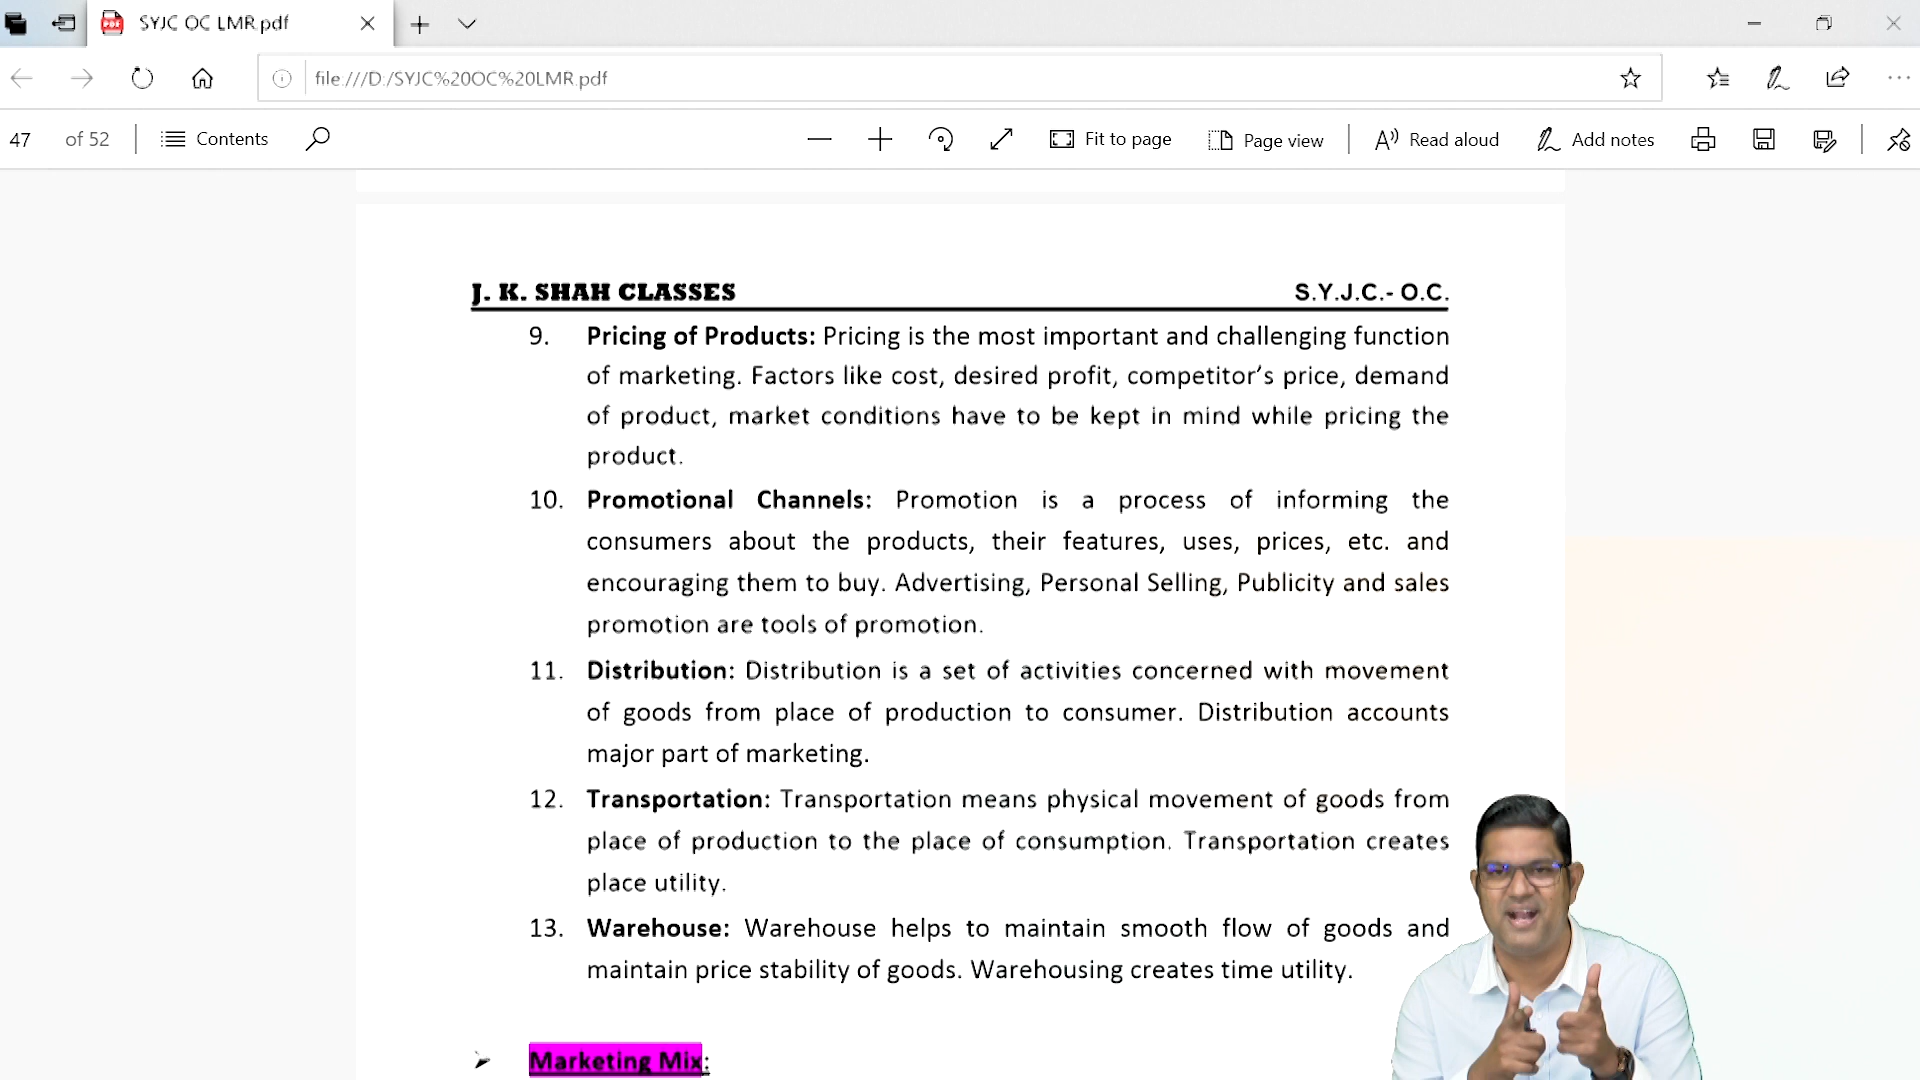 SYJC OC LMR.pdf
file:///D:/SYJC%20OC%20LMR.pdf
47 of 52 Contents Fit to page Page view Read aloud Add notes
J. K. SHAH CLASSES S.Y.J.C.- O.C.
9. Pricing of Products: Pricing is the most important and challenging function
of marketing. Factors like cost, desired profit, competitor's price, demand
of product, market conditions have to be kept in mind while pricing the
product.
10. Promotional Channels: Promotion is a process of informing the
consumers about the products, their features, uses, prices, etc. and
encouraging them to buy. Advertising, Personal Selling, Publicity and sales
promotion are tools of promotion.
11. Distribution: Distribution is a set of activities concerned with movement
of goods from place of production to consumer. Distribution accounts
major part of marketing.
12. Transportation: Transportation means physical movement of goods from
place of production to the place of consumption. Transportation creates
place utility.
13. Warehouse: Warehouse helps to maintain smooth flow of goods and
maintain price stability of goods. Warehousing creates time utility.
➢ Marketing Mix: